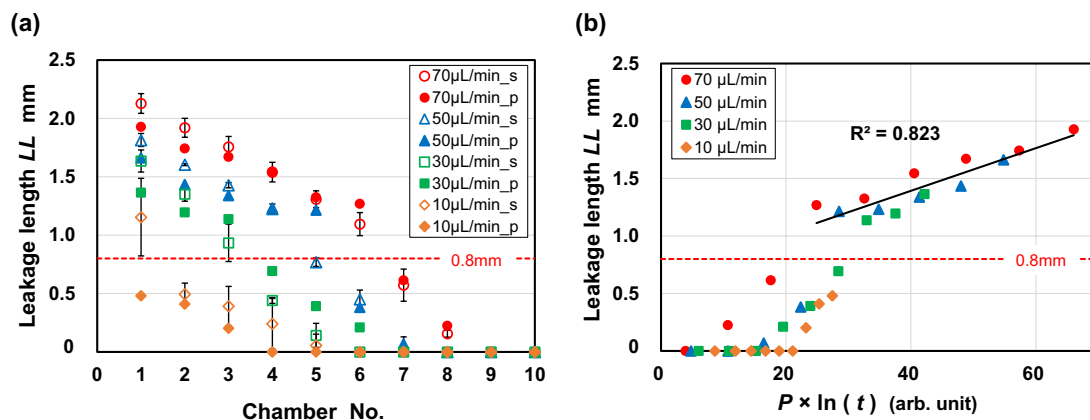 (a)
Leakage length LL mm
2.5
2.0
1.5
1.0
0.5
0
0 1 2 3 4 5 6 7 8 9 10
Chamber No.
70μL/min_s
70μL/min_p
50μL/min_s
50μL/min_p
30μL/min_s
30μL/min_p
10μL/min_s
10μL/min_p
0.8mm
(b)
Leakage length LL mm
2.5
2.0
1.5
1.0
0.5
0
0 20 40 60
P × ln ( t ) (arb. unit)
70 μL/min
50 μL/min
30 μL/min
10 μL/min
R² = 0.823
0.8mm